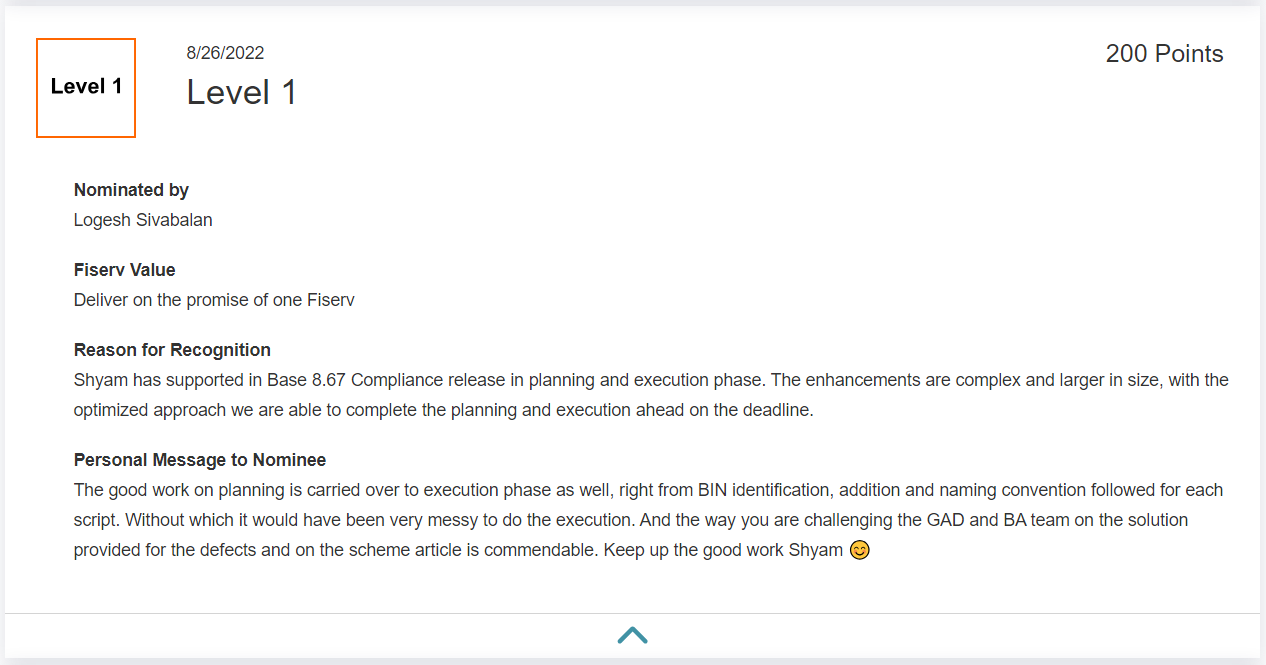 Level 1
8/26/2022
Level 1
200 Points
Nominated by
Logesh Sivabalan
Fiserv Value
Deliver on the promise of one Fiserv
Reason for Recognition
Shyam has supported in Base 8.67 Compliance release in planning and execution phase. The enhancements are complex and larger in size, with the
optimized approach we are able to complete the planning and execution ahead on the deadline.
Personal Message to Nominee
The good work on planning is carried over to execution phase as well, right from BIN identification, addition and naming convention followed for each
script. Without which it would have been very messy to do the execution. And the way you are challenging the GAD and BA team on the solution
provided for the defects and on the scheme article is commendable. Keep up the good work Shyam 😊